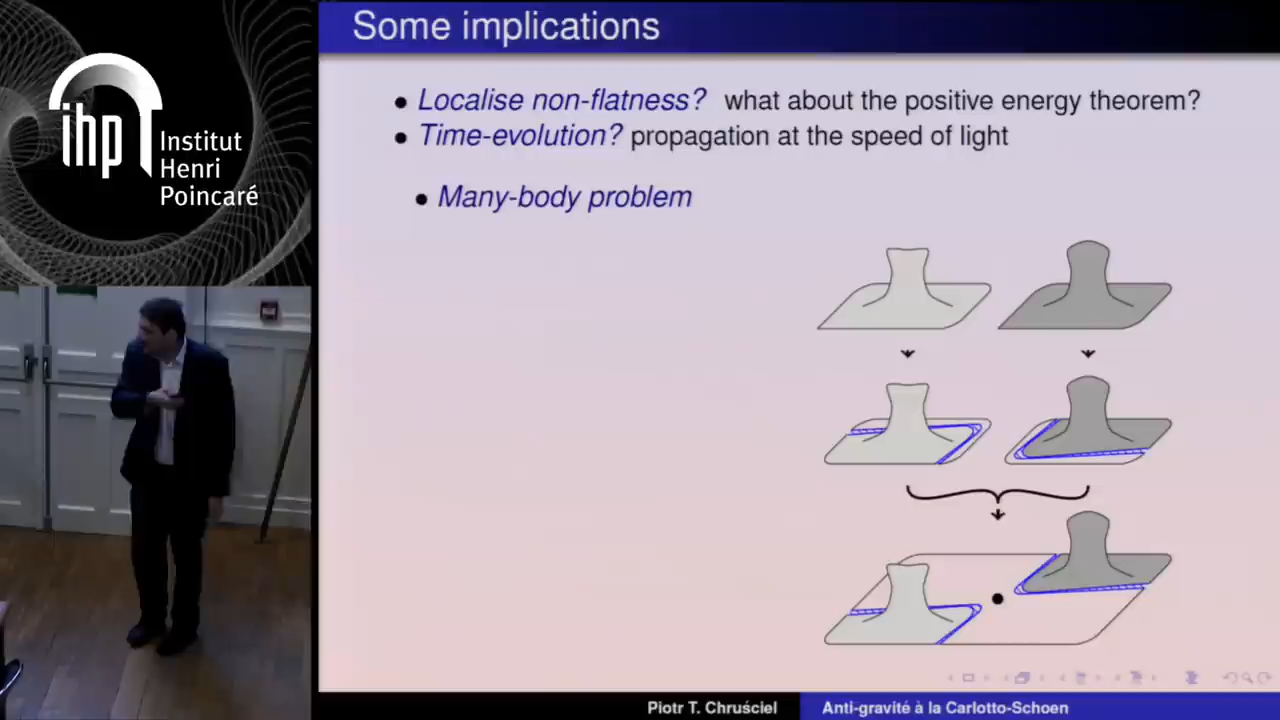 Some implications
ihp
Institut
Henri
Poincaré
• Localise non-flatness? what about the positive energy theorem?
• Time-evolution? propagation at the speed of light
• Many-body problem
Piotr T. Chruściel
Anti-gravité à la Carlotto-Schoen